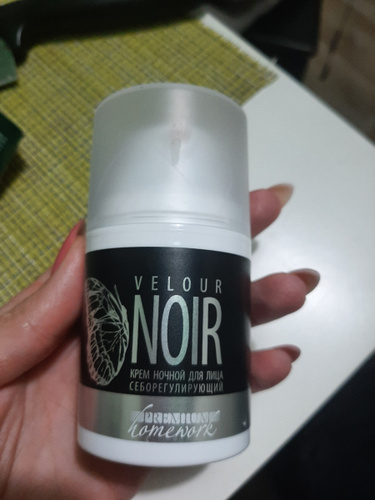 VELOUR
NOIR
КРЕМ НОЧНОЙ ДЛЯ ЛИЦА
СЕБОРЕГУЛИРУЮЩИЙ
PREMIUM
homework